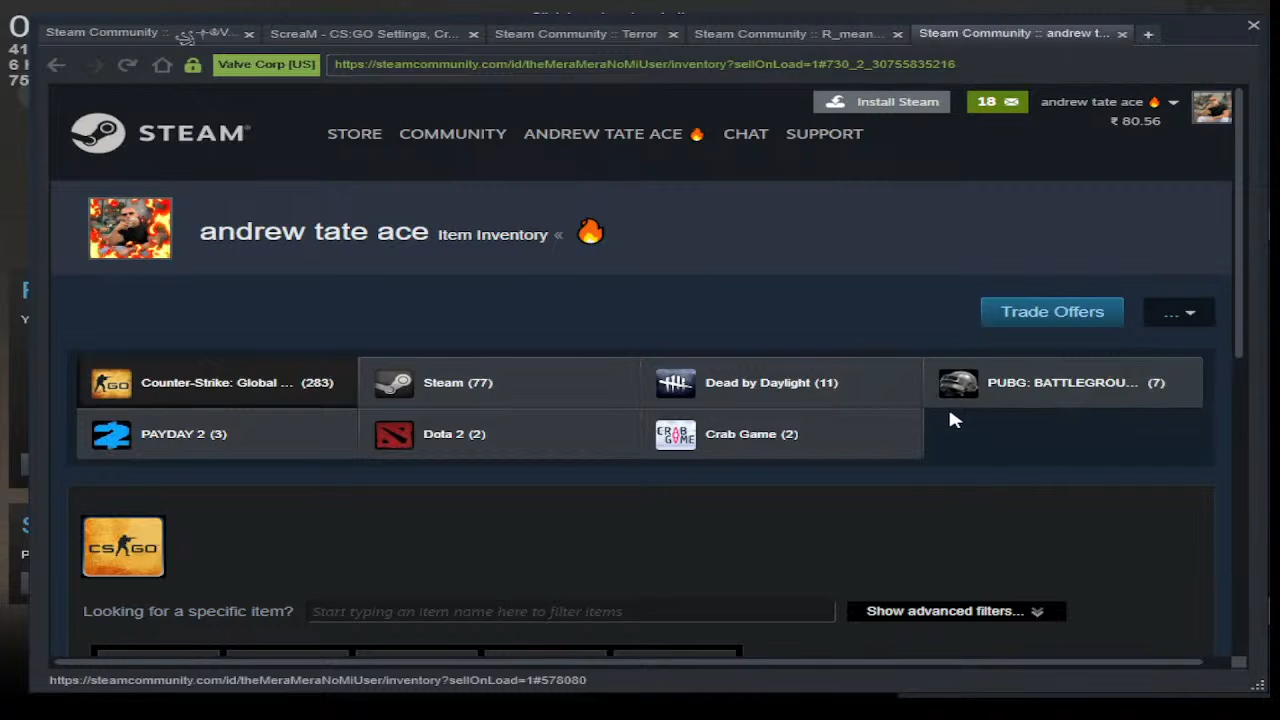 O
41
6
75
Steam Community ::
Steam Community :: Terror
ScreaM - CS:GO Settings, Cr...
Steam Community :: R_mean...
Steam Community :: andrew t...
Valve Corp [US]
https://steamcommunity.com/id/theMeraMeraNoMiUser/inventory?sellOnLoad=1#730_2_30755835216
Install Steam
18
andrew tate ace 🔥
₹ 80.56
STEAM®
STORE COMMUNITY ANDREW TATE ACE 🔥 CHAT SUPPORT
andrew tate ace Item Inventory « 🔥
Trade Offers
...
Counter-Strike: Global ... (283)
Steam (77)
Dead by Daylight (11)
PUBG: BATTLEGROU... (7)
PAYDAY 2 (3)
Dota 2 (2)
CRAB GAME
Crab Game (2)
CS GO
Looking for a specific item?
Start typing an item name here to filter items
Show advanced filters...
https://steamcommunity.com/id/theMeraMeraNoMiUser/inventory?sellOnLoad=1#578080